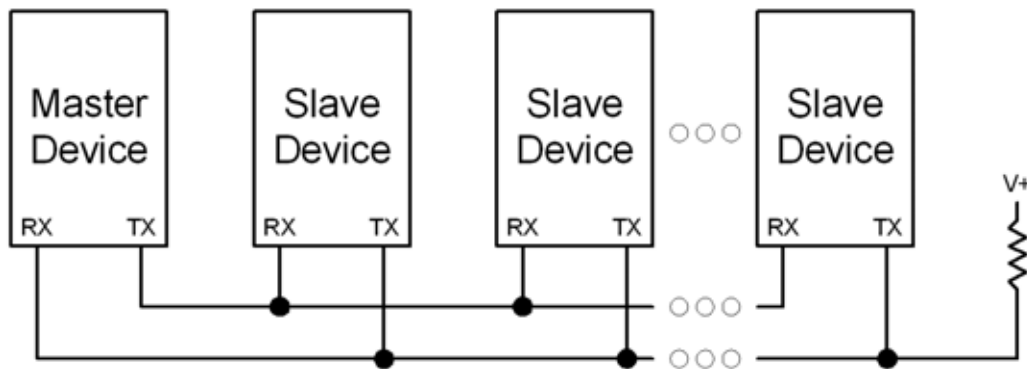 Master
Device
Slave
Device
Slave
Device
Slave
Device
V+
RX TX
RX TX
RX TX
RX TX